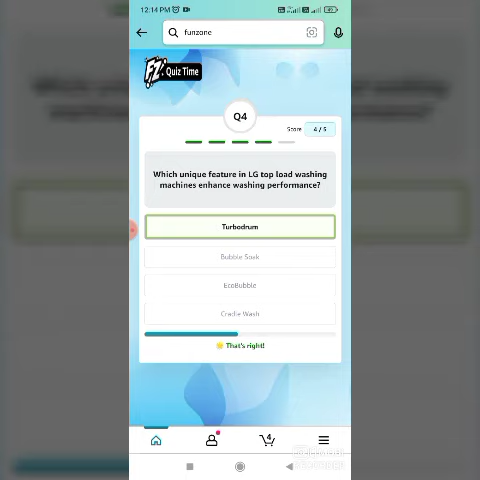 12:14 PM
funzone
FZ Quiz Time
Q4
Score 4 / 5
Which unique feature in LG top load washing
machines enhance washing performance?
Turbodrum
Bubble Soak
EcoBubble
Cradle Wash
That's right!
4